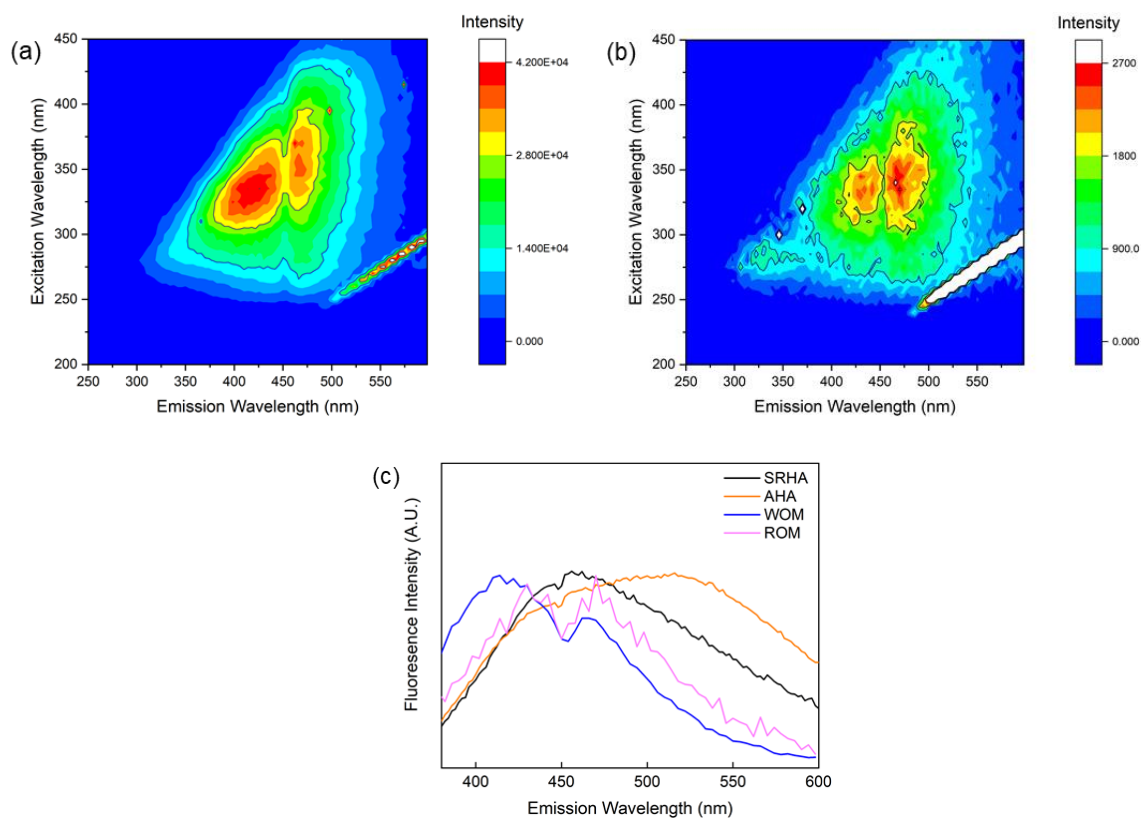 (a)
Intensity
450
400
350
300
250
200
250
300
350
400
450
500
550
Excitation Wavelength (nm)
Emission Wavelength (nm)
4.200E+04
2.800E+04
1.400E+04
0.000
(b)
Intensity
450
400
350
300
250
200
250
300
350
400
450
500
550
Excitation Wavelength (nm)
Emission Wavelength (nm)
2700
1800
900.0
0.000
(c)
SRHA
AHA
WOM
ROM
Fluoresence Intensity (A.U.)
400
450
500
550
600
Emission Wavelength (nm)